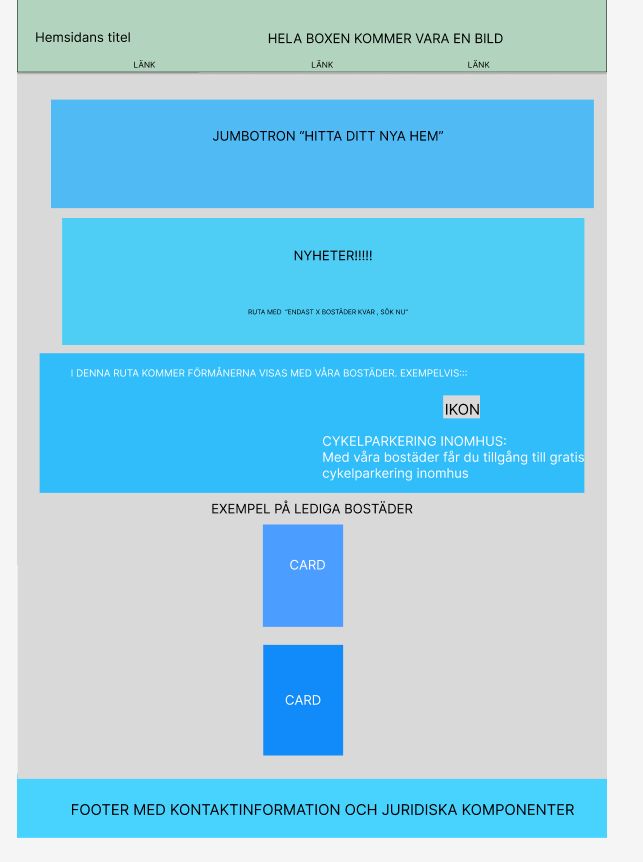 Hemsidans titel
HELA BOXEN KOMMER VARA EN BILD
LÄNK
LÄNK
LÄNK
JUMBOTRON “HITTA DITT NYA HEM”
NYHETER!!!!!
RUTA MED “ENDAST X BOSTÄDER KVAR , SÖK NU”
I DENNA RUTA KOMMER FÖRMÅNERNA VISAS MED VÅRA BOSTÄDER. EXEMPELVIS:::
IKON
CYKELPARKERING INOMHUS:
Med våra bostäder får du tillgång till gratis
cykelparkering inomhus
EXEMPEL PÅ LEDIGA BOSTÄDER
CARD
CARD
FOOTER MED KONTAKTINFORMATION OCH JURIDISKA KOMPONENTER